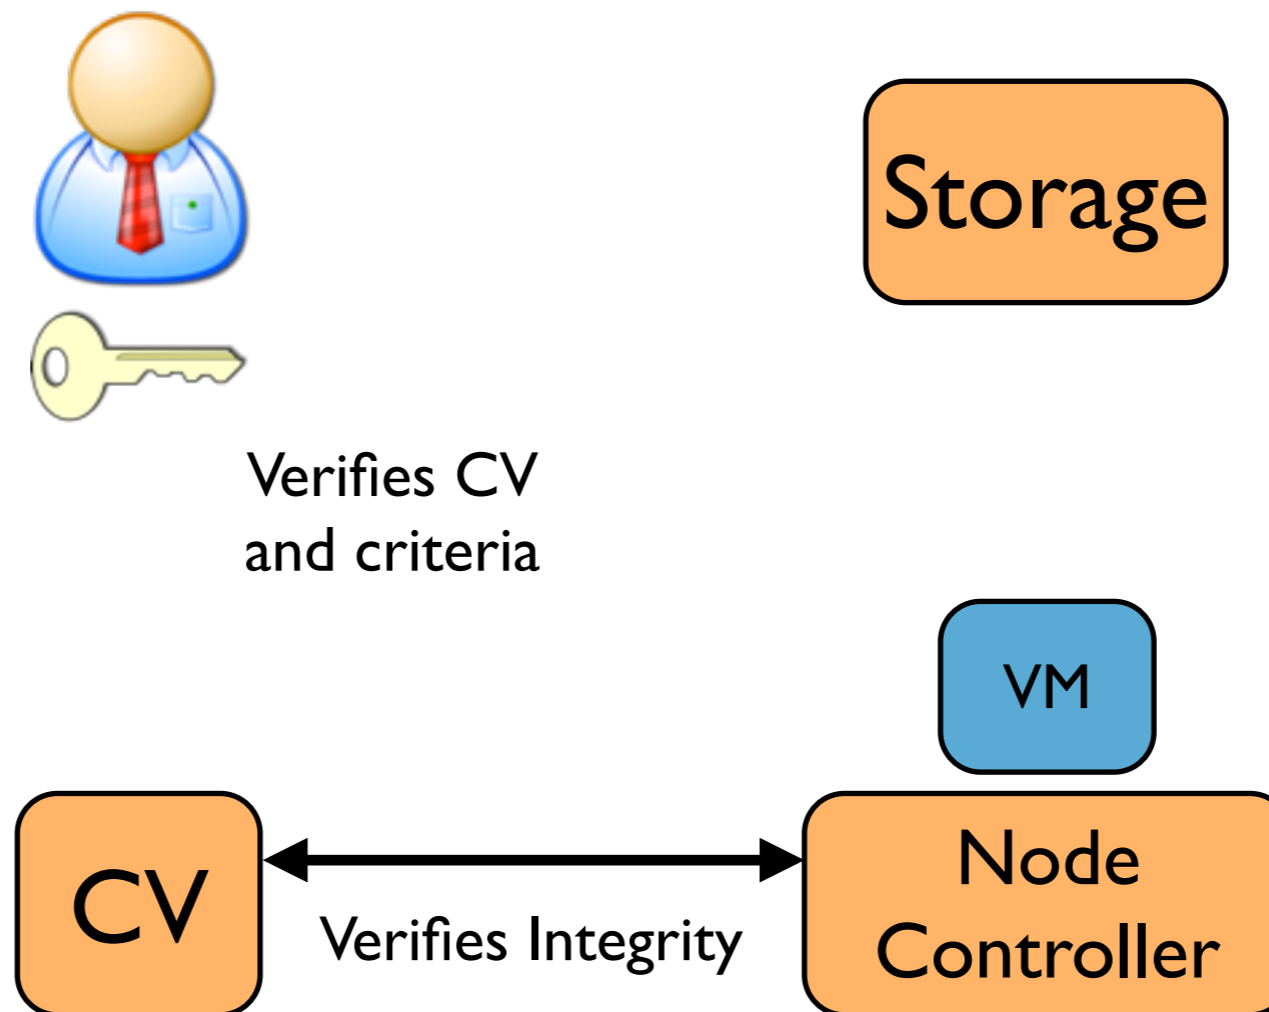 Storage
Verifies CV
and criteria
VM
CV
Verifies Integrity
Node
Controller